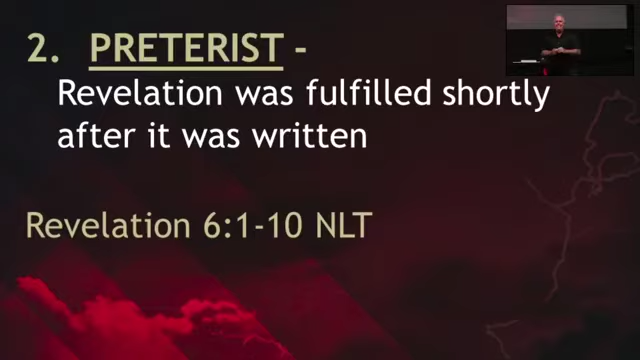 2. PRETERIST -
Revelation was fulfilled shortly
after it was written
Revelation 6:1-10 NLT